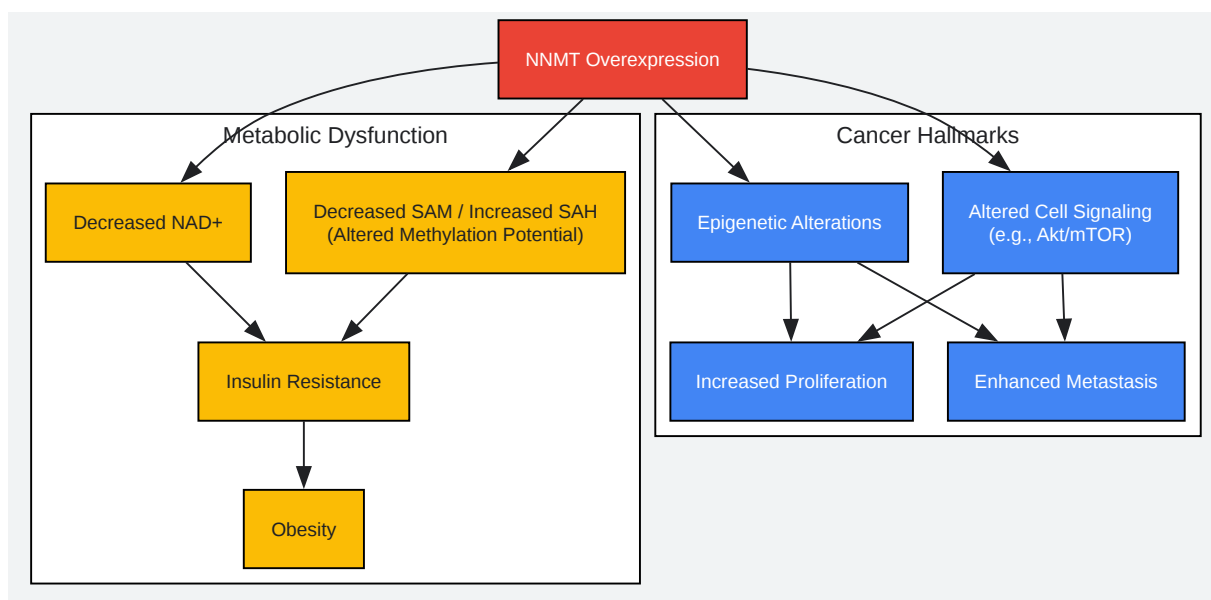 NNMT Overexpression
Metabolic Dysfunction
Cancer Hallmarks
Decreased NAD+
Decreased SAM / Increased SAH
(Altered Methylation Potential)
Epigenetic Alterations
Altered Cell Signaling
(e.g., Akt/mTOR)
Insulin Resistance
Increased Proliferation
Enhanced Metastasis
Obesity